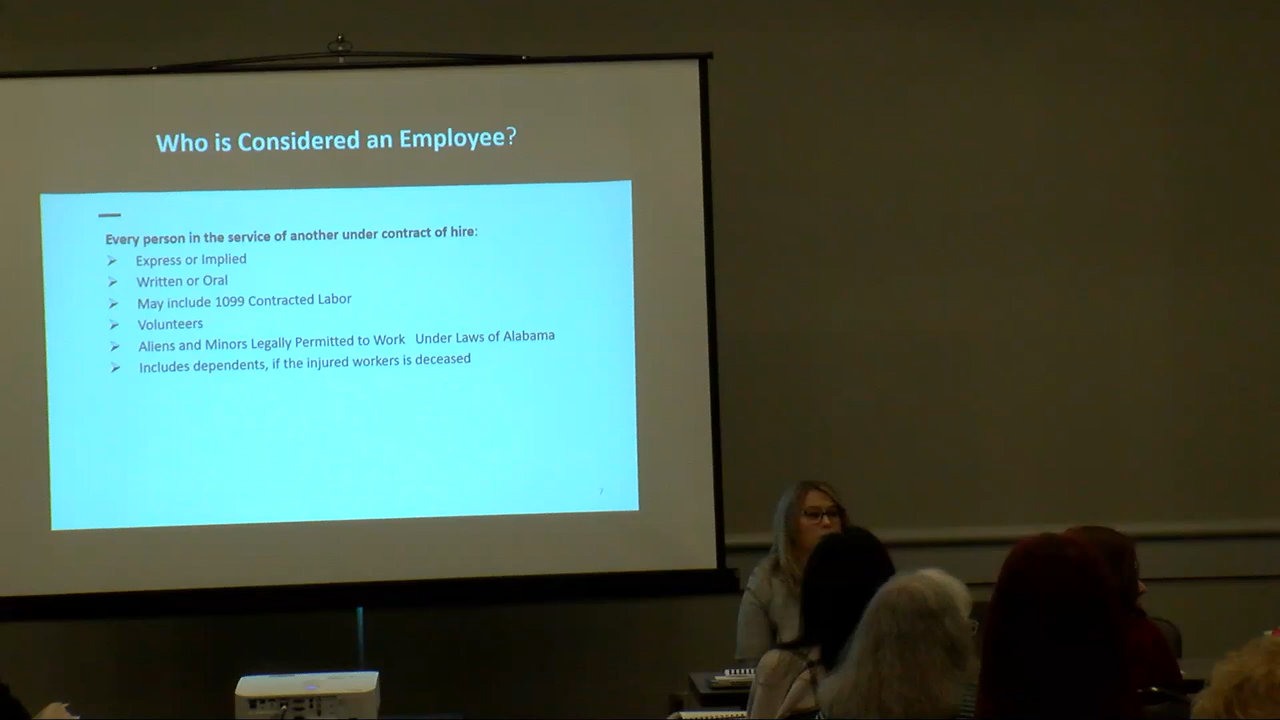 Who is Considered an Employee?
Every person in the service of another under contract of hire:
➢ Express or Implied
➢ Written or Oral
➢ May include 1099 Contracted Labor
➢ Volunteers
➢ Aliens and Minors Legally Permitted to Work Under Laws of Alabama
➢ Includes dependents, if the injured workers is deceased
7